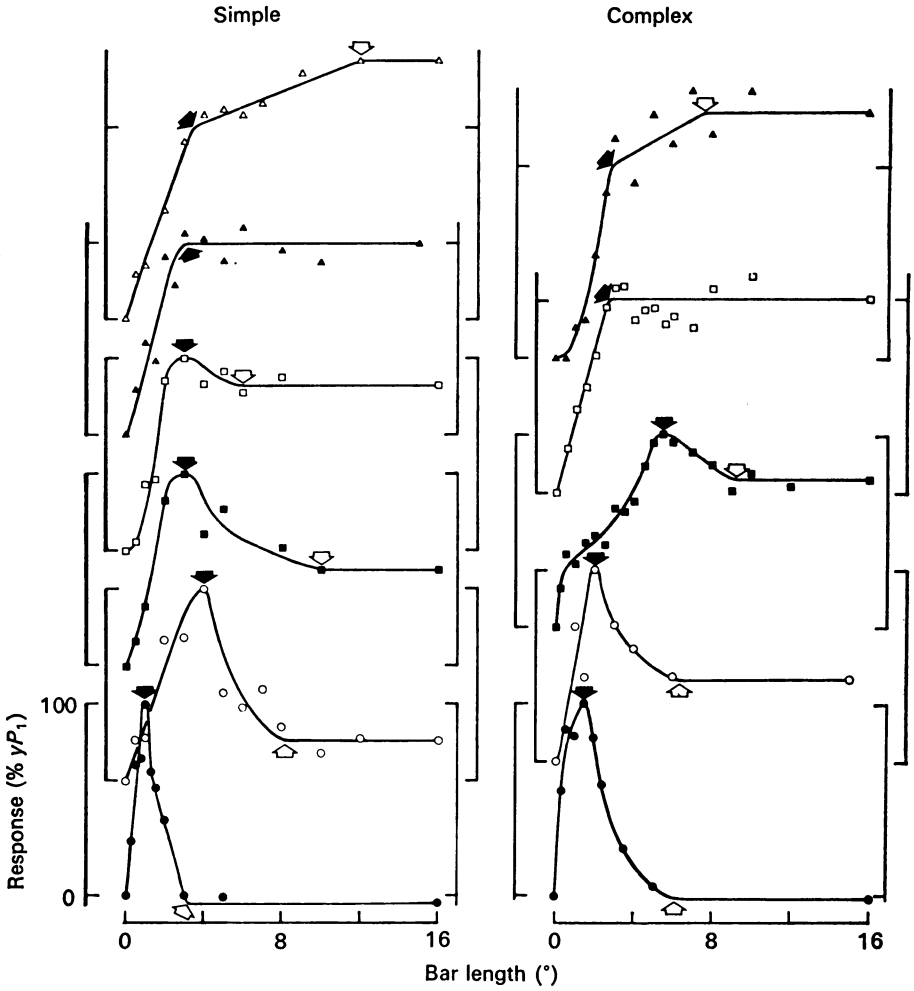 Simple
Complex
Response (% yP₁)
100
0
0 8 16
0 8 16
Bar length (°)